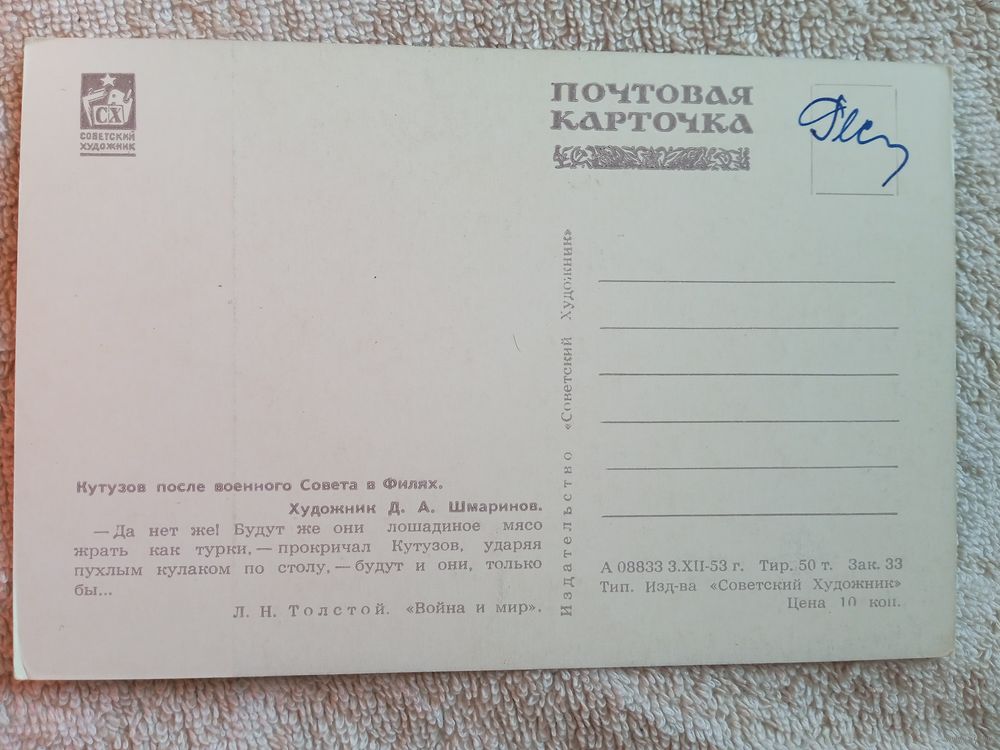 СХ
СОВЕТСКИЙ
ХУДОЖНИК
ПОЧТОВАЯ
КАРТОЧКА
Кутузов после военного Совета в Филях.
Художник Д. А. Шмаринов.
— Да нет же! Будут же они лошадиное мясо
жрать как турки, — прокричал Кутузов, ударяя
пухлым кулаком по столу, — будут и они, только
бы...
Л. Н. Толстой. «Война и мир».
Издательство «Советский Художник»
А 08833 3.XII-53 г. Тир. 50 т. Зак. 33
Тип. Изд-ва «Советский Художник»
Цена 10 коп.